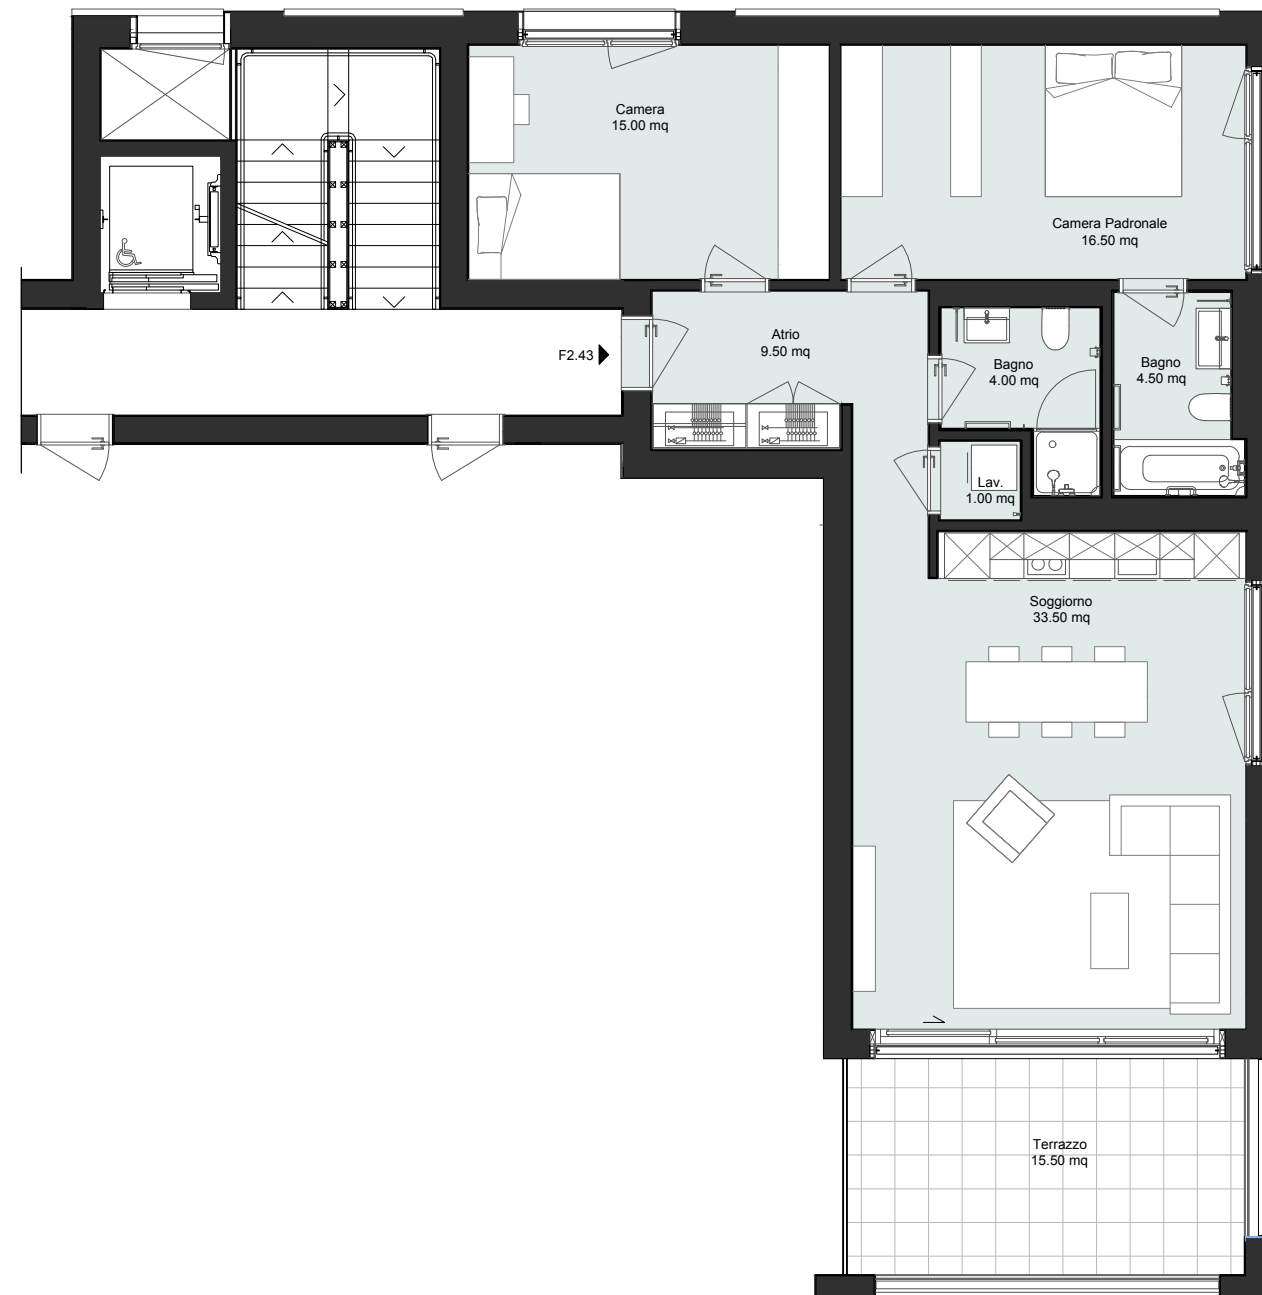 Camera
15.00 mq
Camera Padronale
16.50 mq
Atrio
9.50 mq
F2.43
Bagno
4.00 mq
Bagno
4.50 mq
Lav.
1.00 mq
Soggiorno
33.50 mq
Terrazzo
15.50 mq